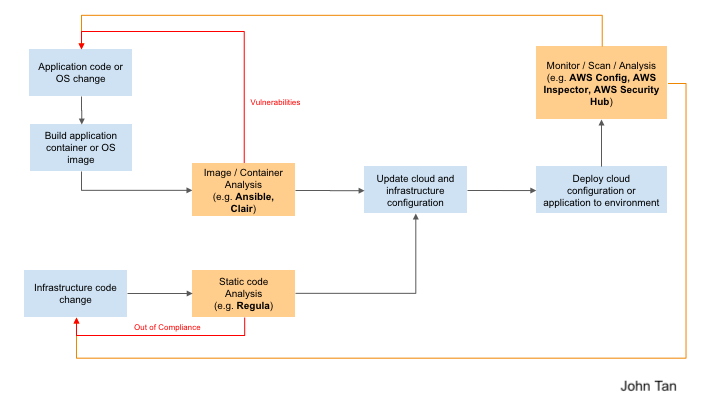 Application code or
OS change
Monitor / Scan / Analysis
(e.g. AWS Config, AWS
Inspector, AWS Security
Hub)
Vulnerabilities
Build application
container or OS
image
Image / Container
Analysis
(e.g. Ansible,
Clair)
Update cloud and
infrastructure
configuration
Deploy cloud
configuration or
application to environment
Infrastructure code
change
Static code
Analysis
(e.g. Regula)
Out of Compliance
John Tan